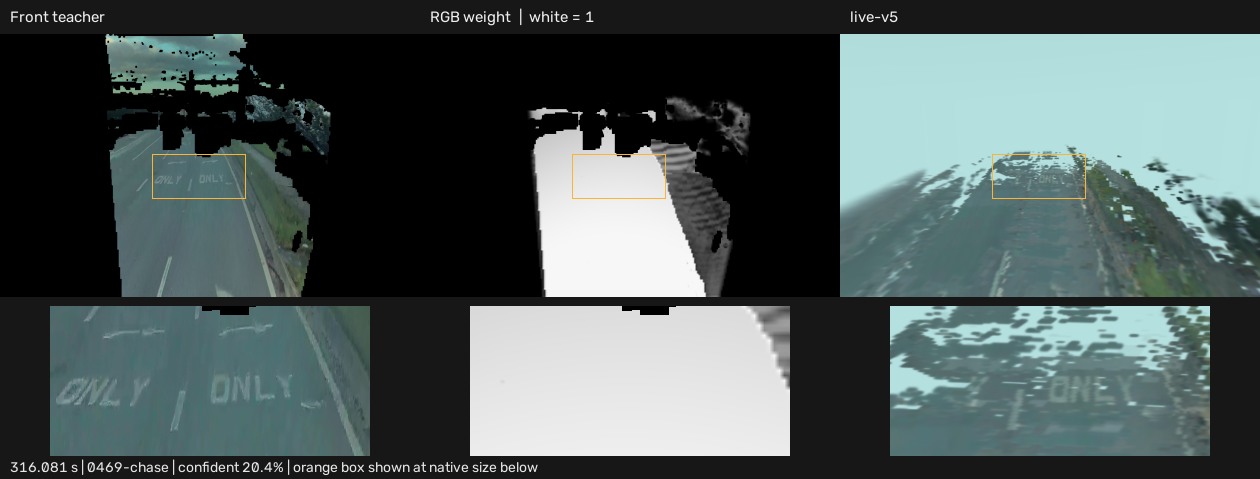 Front teacher
RGB weight | white = 1
live-v5
ONLY ONLY
ONLY ONLY
ONLY
316.081 s | 0469-chase | confident 20.4% | orange box shown at native size below